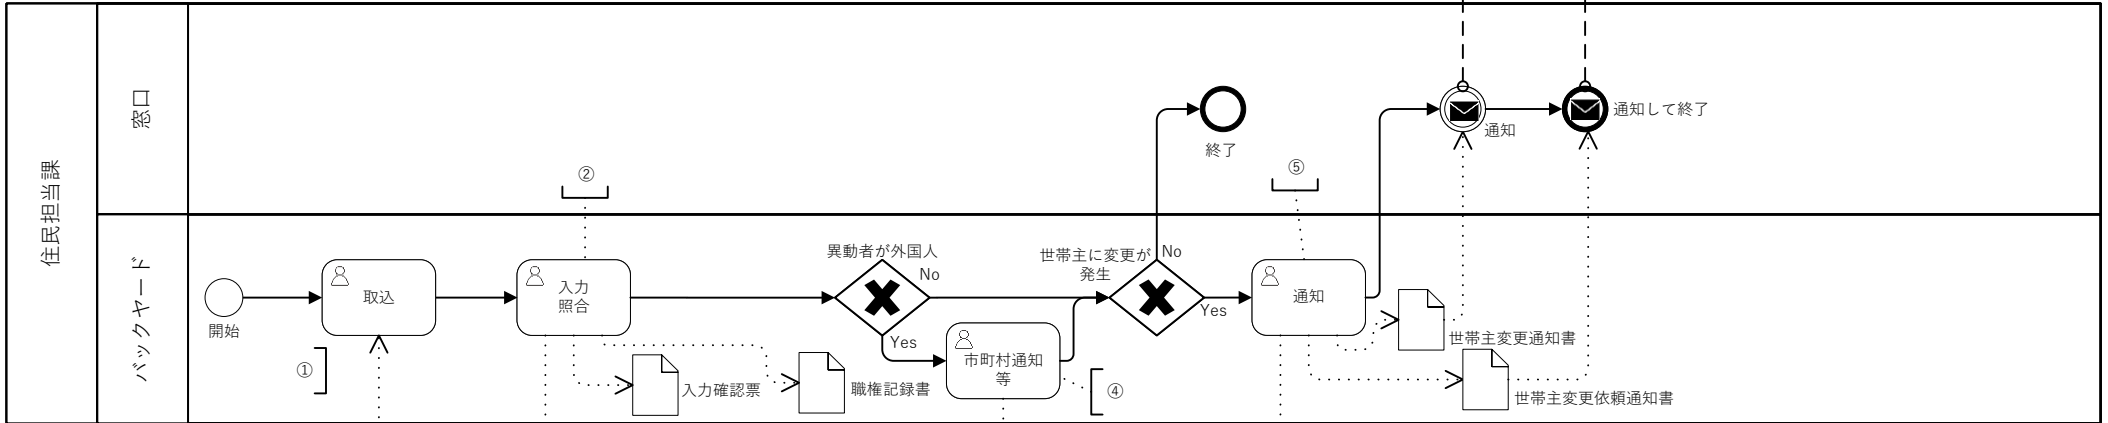 住民担当課
窓口
終了
通知
通知して終了
②
⑤
バックヤード
開始
取込
①
入力
照合
入力確認票
職権記録書
異動者が外国人
No
Yes
市町村通知
等
④
世帯主に変更が
発生
No
Yes
通知
世帯主変更通知書
世帯主変更依頼通知書